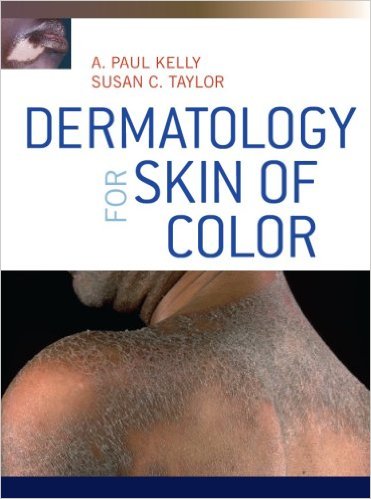 A. PAUL KELLY
SUSAN C. TAYLOR
DERMATOLOGY
FOR SKIN OF
COLOR